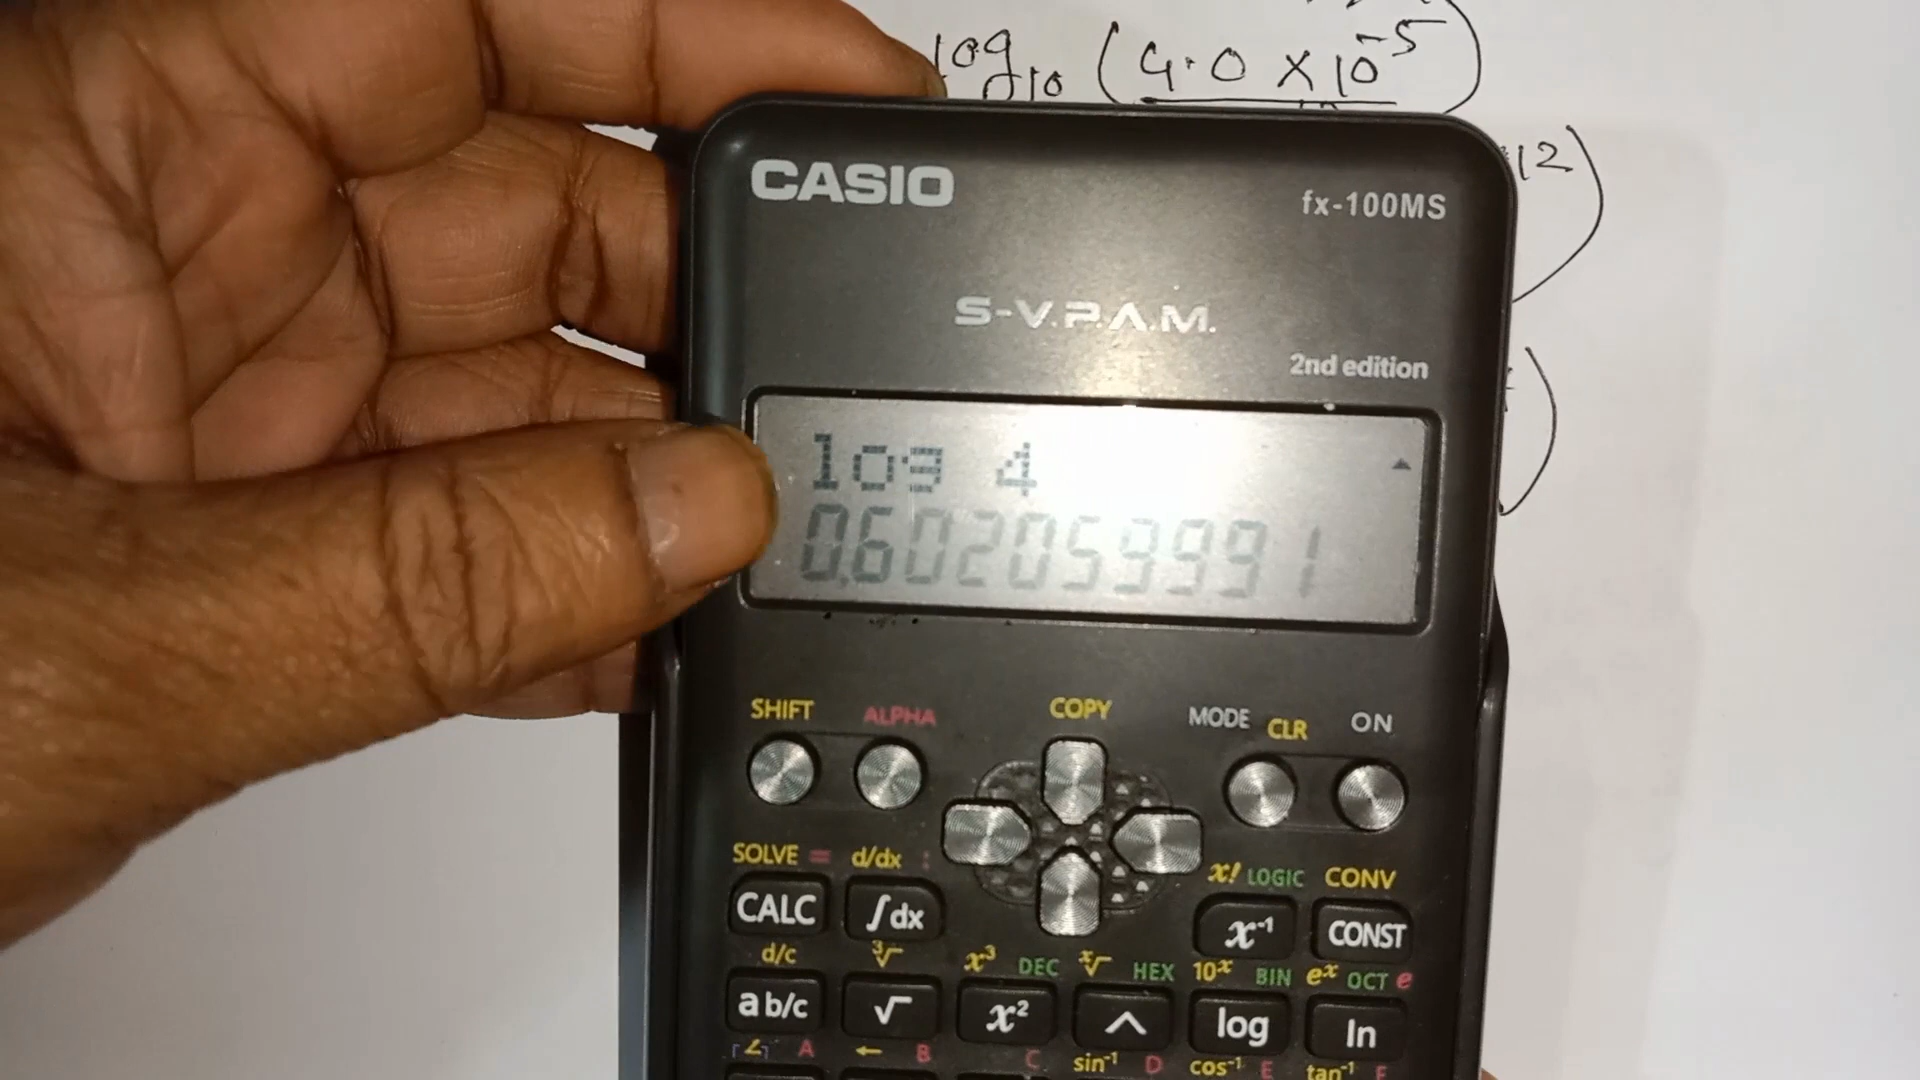 log10 (4.0 × 10^-5)
12)
CASIO
fx-100MS
S-V.P.A.M.
2nd edition
log 4
0.602059991
SHIFT ALPHA COPY MODE CLR ON
SOLVE = d/dx : x! LOGIC CONV
CALC ∫dx x⁻¹ CONST
d/c ³√ x³ DEC ˣ√ HEX 10ˣ BIN eˣ OCT e
a b/c √ x² ^ log ln
∠ A ← B C sin⁻¹ D cos⁻¹ E tan⁻¹ F